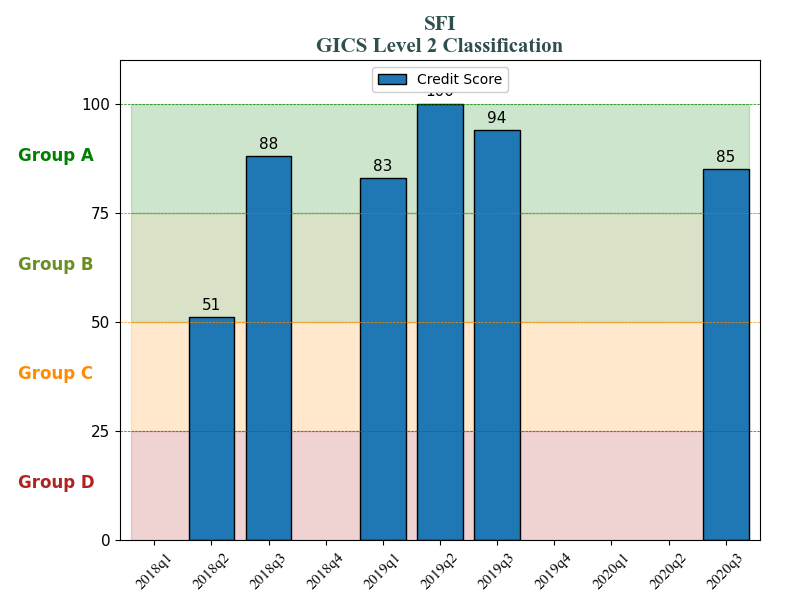 SFI
GICS Level 2 Classification
Credit Score
100
75
50
25
0
Group A
Group B
Group C
Group D
51
88
83
100
94
85
2018q1
2018q2
2018q3
2018q4
2019q1
2019q2
2019q3
2019q4
2020q1
2020q2
2020q3